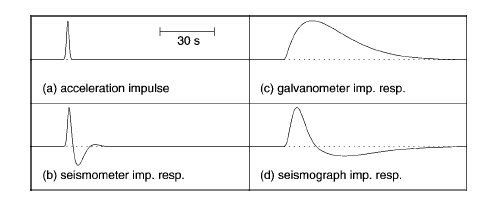 30 s
(a) acceleration impulse
(c) galvanometer imp. resp.
(b) seismometer imp. resp.
(d) seismograph imp. resp.